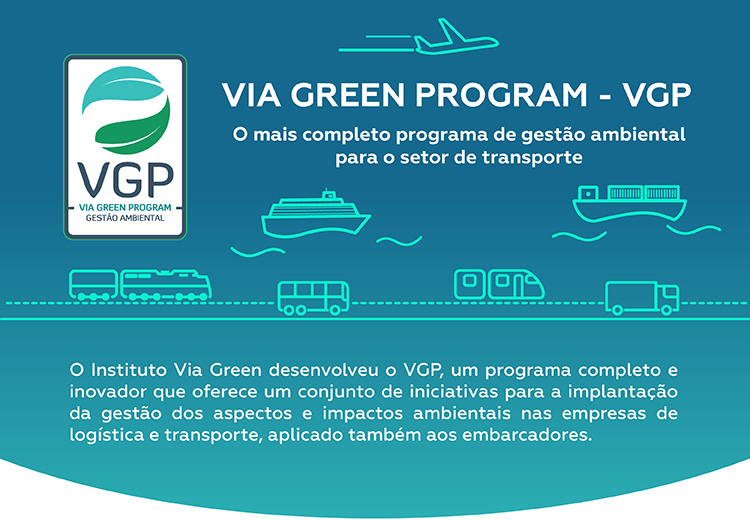 VIA GREEN PROGRAM - VGP
O mais completo programa de gestão ambiental
para o setor de transporte
VGP
VIA GREEN PROGRAM
GESTÃO AMBIENTAL
O Instituto Via Green desenvolveu o VGP, um programa completo e
inovador que oferece um conjunto de iniciativas para a implantação
da gestão dos aspectos e impactos ambientais nas empresas de
logística e transporte, aplicado também aos embarcadores.